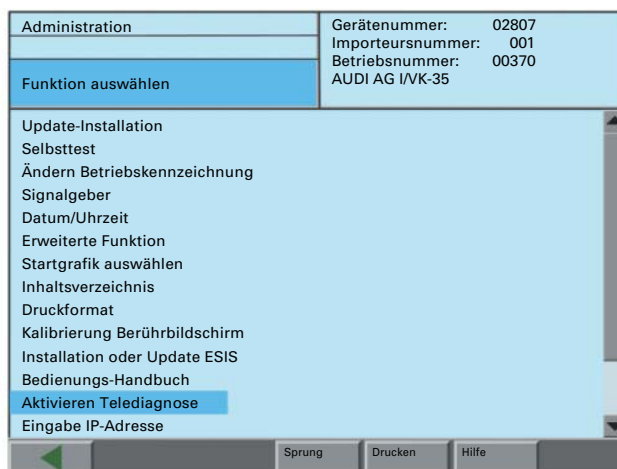 Administration
Funktion auswählen
Gerätenummer: 02807
Importeursnummer: 001
Betriebsnummer: 00370
AUDI AG I/VK-35
Update-Installation
Selbsttest
Ändern Betriebskennzeichnung
Signalgeber
Datum/Uhrzeit
Erweiterte Funktion
Startgrafik auswählen
Inhaltsverzeichnis
Druckformat
Kalibrierung Berührbildschirm
Installation oder Update ESIS
Bedienungs-Handbuch
Aktivieren Telediagnose
Eingabe IP-Adresse
Sprung Drucken Hilfe